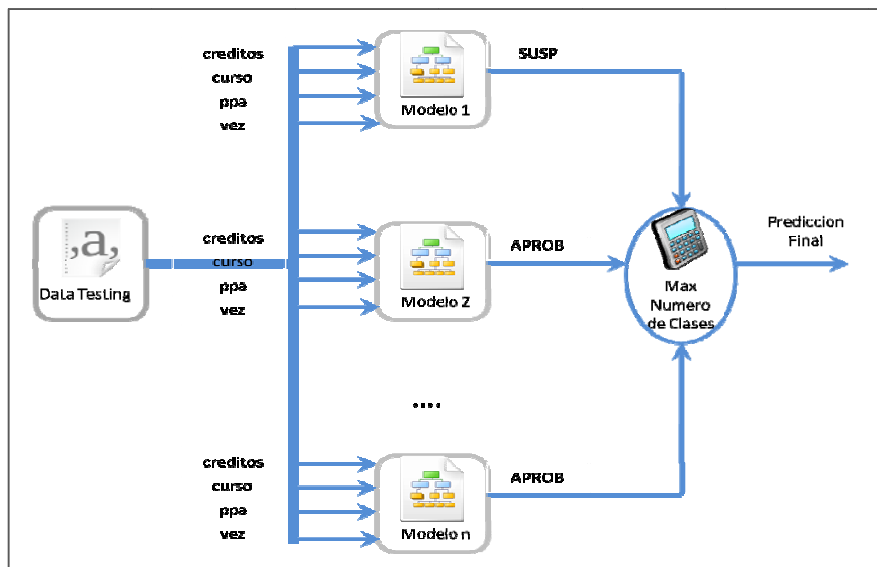 creditos
curso
ppa
vez
Modelo 1
SUSP
,a,
Data Testing
creditos
curso
ppa
vez
Modelo 2
APROB
Max
Numero
de Clases
Prediccion
Final
....
creditos
curso
ppa
vez
Modelo n
APROB